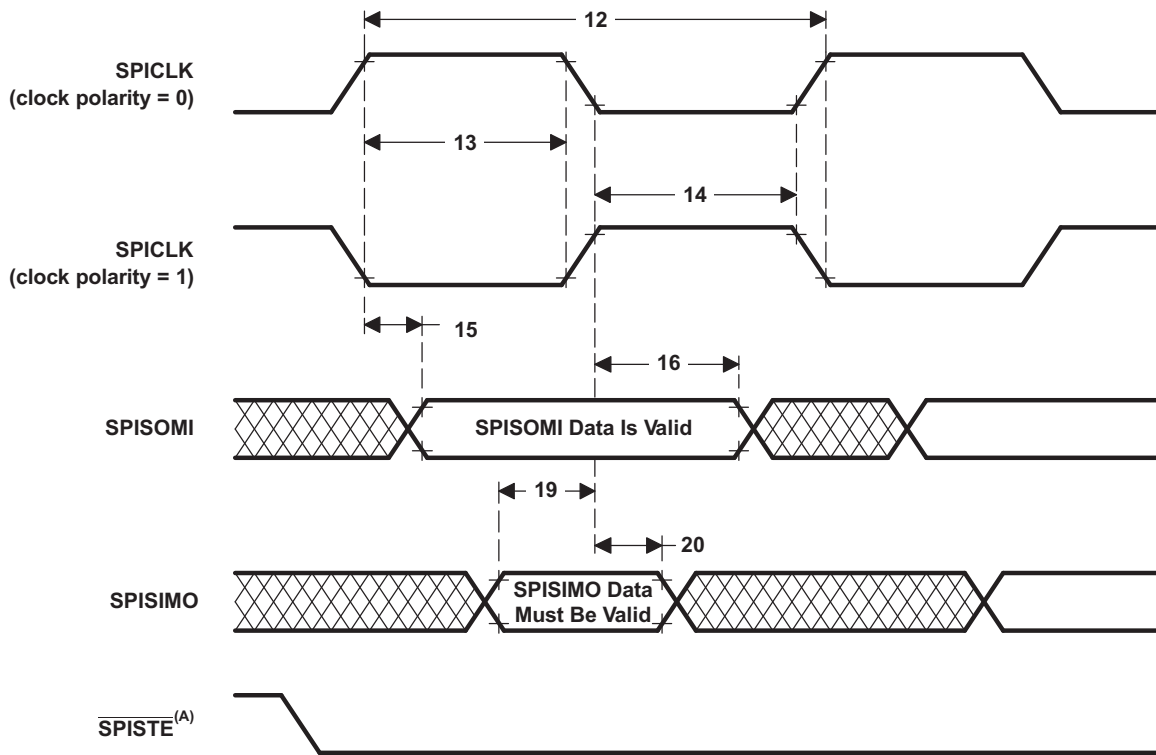 12
SPICLK
(clock polarity = 0)
13
14
SPICLK
(clock polarity = 1)
15
16
SPISOMI
SPISOMI Data Is Valid
19
20
SPISIMO
SPISIMO Data
Must Be Valid
SPISTE(A)